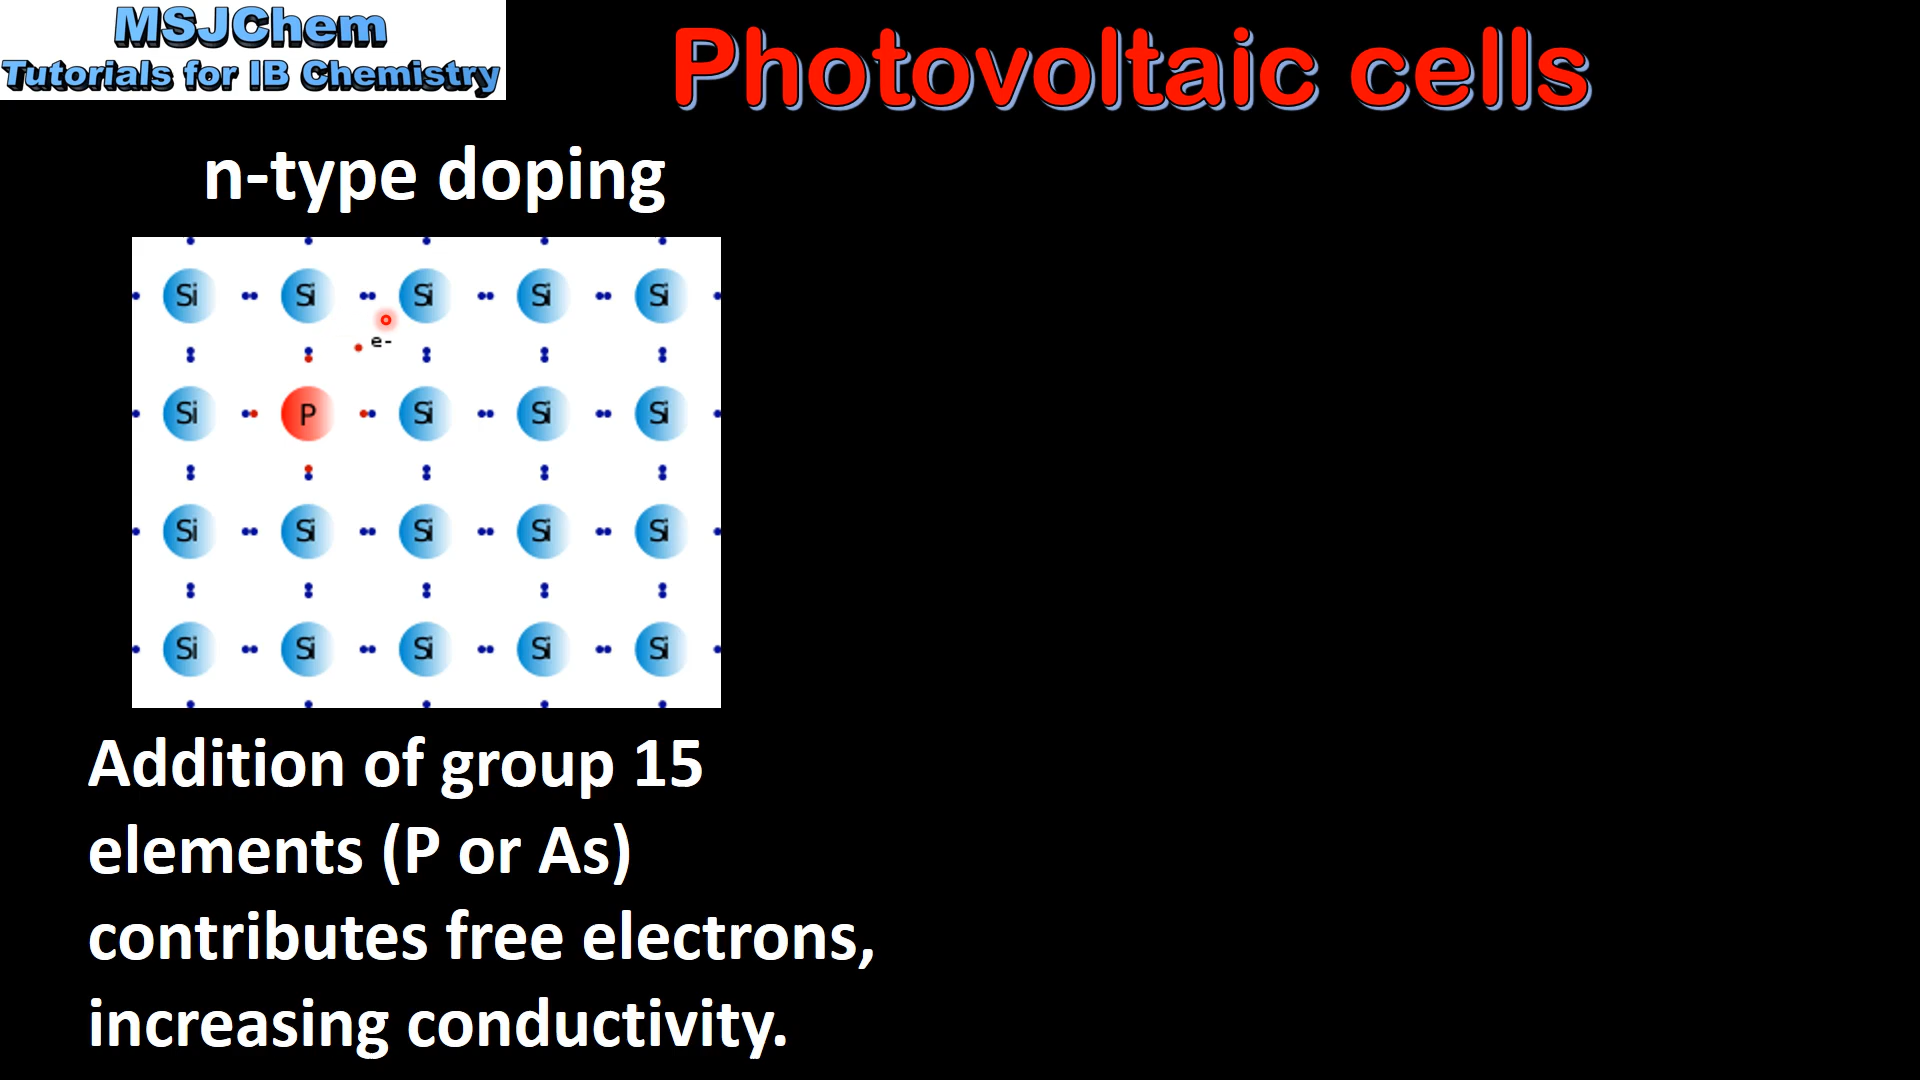 MSJChem
Tutorials for IB Chemistry
Photovoltaic cells
n-type doping
Si Si Si Si Si
e-
Si P Si Si Si
Si Si Si Si Si
Si Si Si Si Si
Addition of group 15
elements (P or As)
contributes free electrons,
increasing conductivity.